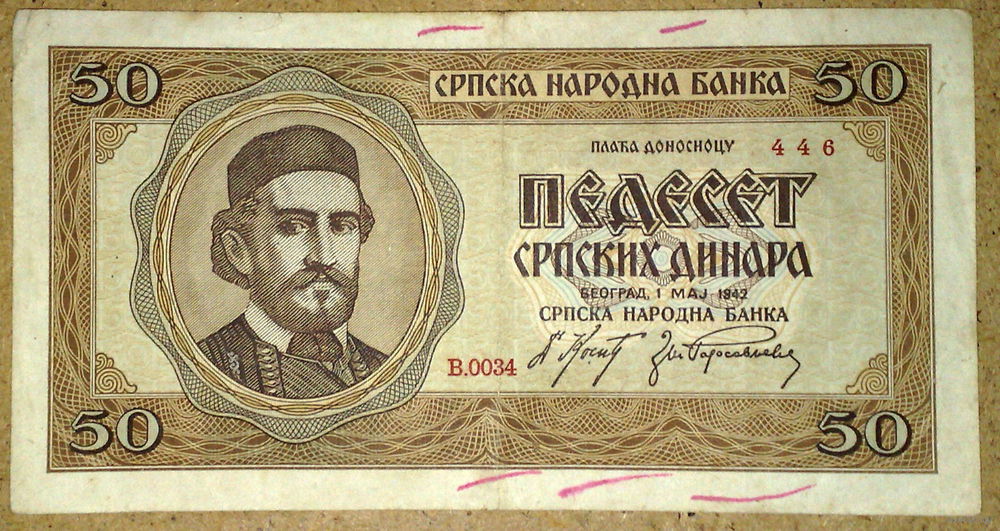 50 СРПСКА НАРОДНА БАНКА 50
ПЛАЋА ДОНОСИОЦУ 446
ПЕДЕСЕТ
СРПСКИХ ДИНАРА
БЕОГРАД, 1 МАЈ 1942
СРПСКА НАРОДНА БАНКА
В.0034
50 50